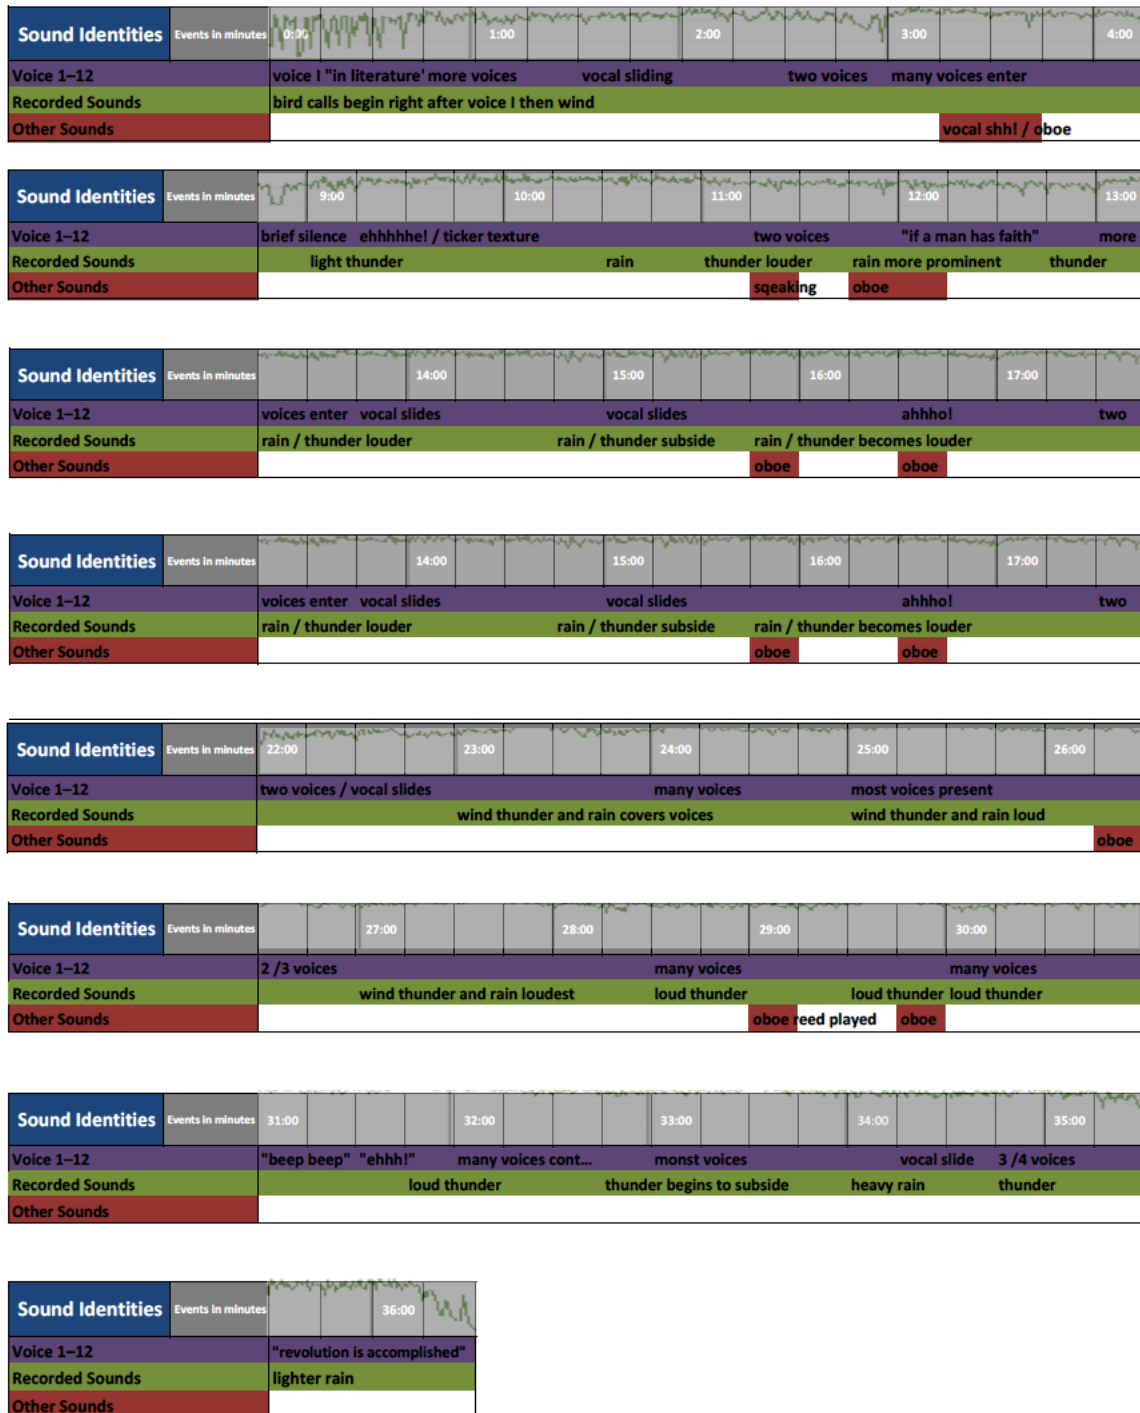 Sound Identities Events in minutes 0:00 1:00 2:00 3:00 4:00
Voice 1–12 voice I "in literature' more voices vocal sliding two voices many voices enter
Recorded Sounds bird calls begin right after voice I then wind
Other Sounds vocal shh! / oboe
Sound Identities Events in minutes 9:00 10:00 11:00 12:00 13:00
Voice 1–12 brief silence ehhhhhe! / ticker texture two voices "if a man has faith" more
Recorded Sounds light thunder rain thunder louder rain more prominent thunder
Other Sounds sqeaking oboe
Sound Identities Events in minutes 14:00 15:00 16:00 17:00
Voice 1–12 voices enter vocal slides vocal slides ahhho! two
Recorded Sounds rain / thunder louder rain / thunder subside rain / thunder becomes louder
Other Sounds oboe oboe
Sound Identities Events in minutes 14:00 15:00 16:00 17:00
Voice 1–12 voices enter vocal slides vocal slides ahhho! two
Recorded Sounds rain / thunder louder rain / thunder subside rain / thunder becomes louder
Other Sounds oboe oboe
Sound Identities Events in minutes 22:00 23:00 24:00 25:00 26:00
Voice 1–12 two voices / vocal slides many voices most voices present
Recorded Sounds wind thunder and rain covers voices wind thunder and rain loud
Other Sounds oboe
Sound Identities Events in minutes 27:00 28:00 29:00 30:00
Voice 1–12 2 /3 voices many voices many voices
Recorded Sounds wind thunder and rain loudest loud thunder loud thunder loud thunder
Other Sounds oboe reed played oboe
Sound Identities Events in minutes 31:00 32:00 33:00 34:00 35:00
Voice 1–12 "beep beep" "ehhh!" many voices cont... monst voices vocal slide 3 /4 voices
Recorded Sounds loud thunder thunder begins to subside heavy rain thunder
Other Sounds
Sound Identities Events in minutes 36:00
Voice 1–12 "revolution is accomplished"
Recorded Sounds lighter rain
Other Sounds